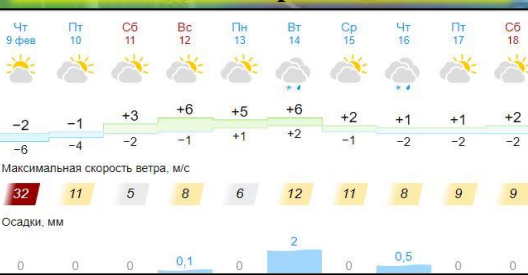 Чт Пт Сб Вс Пн Вт Ср Чт Пт Сб
9 фев 10 11 12 13 14 15 16 17 18
−2 −1 +3 +6 +5 +6 +2 +1 +1 +2
−6 −4 −2 −1 +1 +2 −1 −2 −2 −2
Максимальная скорость ветра, м/с
32 11 5 8 6 12 11 8 9 9
Осадки, мм
0 0 0 0,1 0 2 0 0,5 0 0